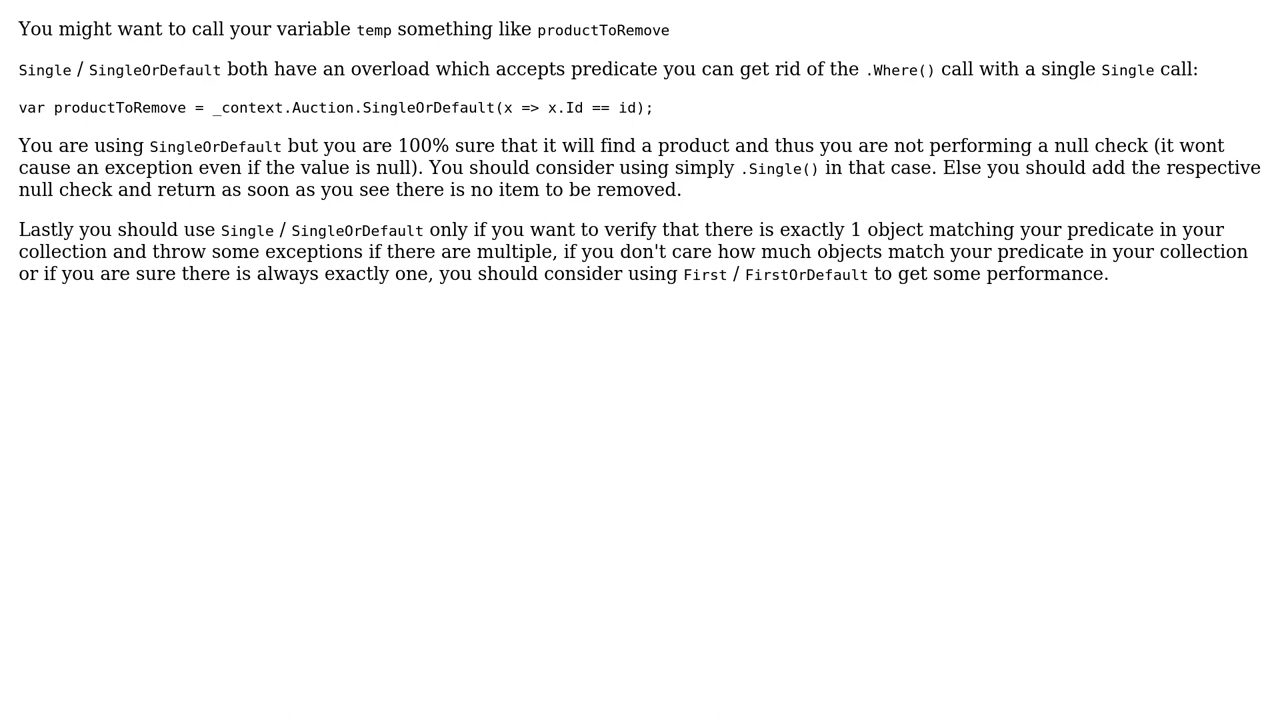 You might want to call your variable temp something like productToRemove
Single / SingleOrDefault both have an overload which accepts predicate you can get rid of the .Where() call with a single Single call:
var productToRemove = _context.Auction.SingleOrDefault(x => x.Id == id);
You are using SingleOrDefault but you are 100% sure that it will find a product and thus you are not performing a null check (it wont
cause an exception even if the value is null). You should consider using simply .Single() in that case. Else you should add the respective
null check and return as soon as you see there is no item to be removed.
Lastly you should use Single / SingleOrDefault only if you want to verify that there is exactly 1 object matching your predicate in your
collection and throw some exceptions if there are multiple, if you don't care how much objects match your predicate in your collection
or if you are sure there is always exactly one, you should consider using First / FirstOrDefault to get some performance.